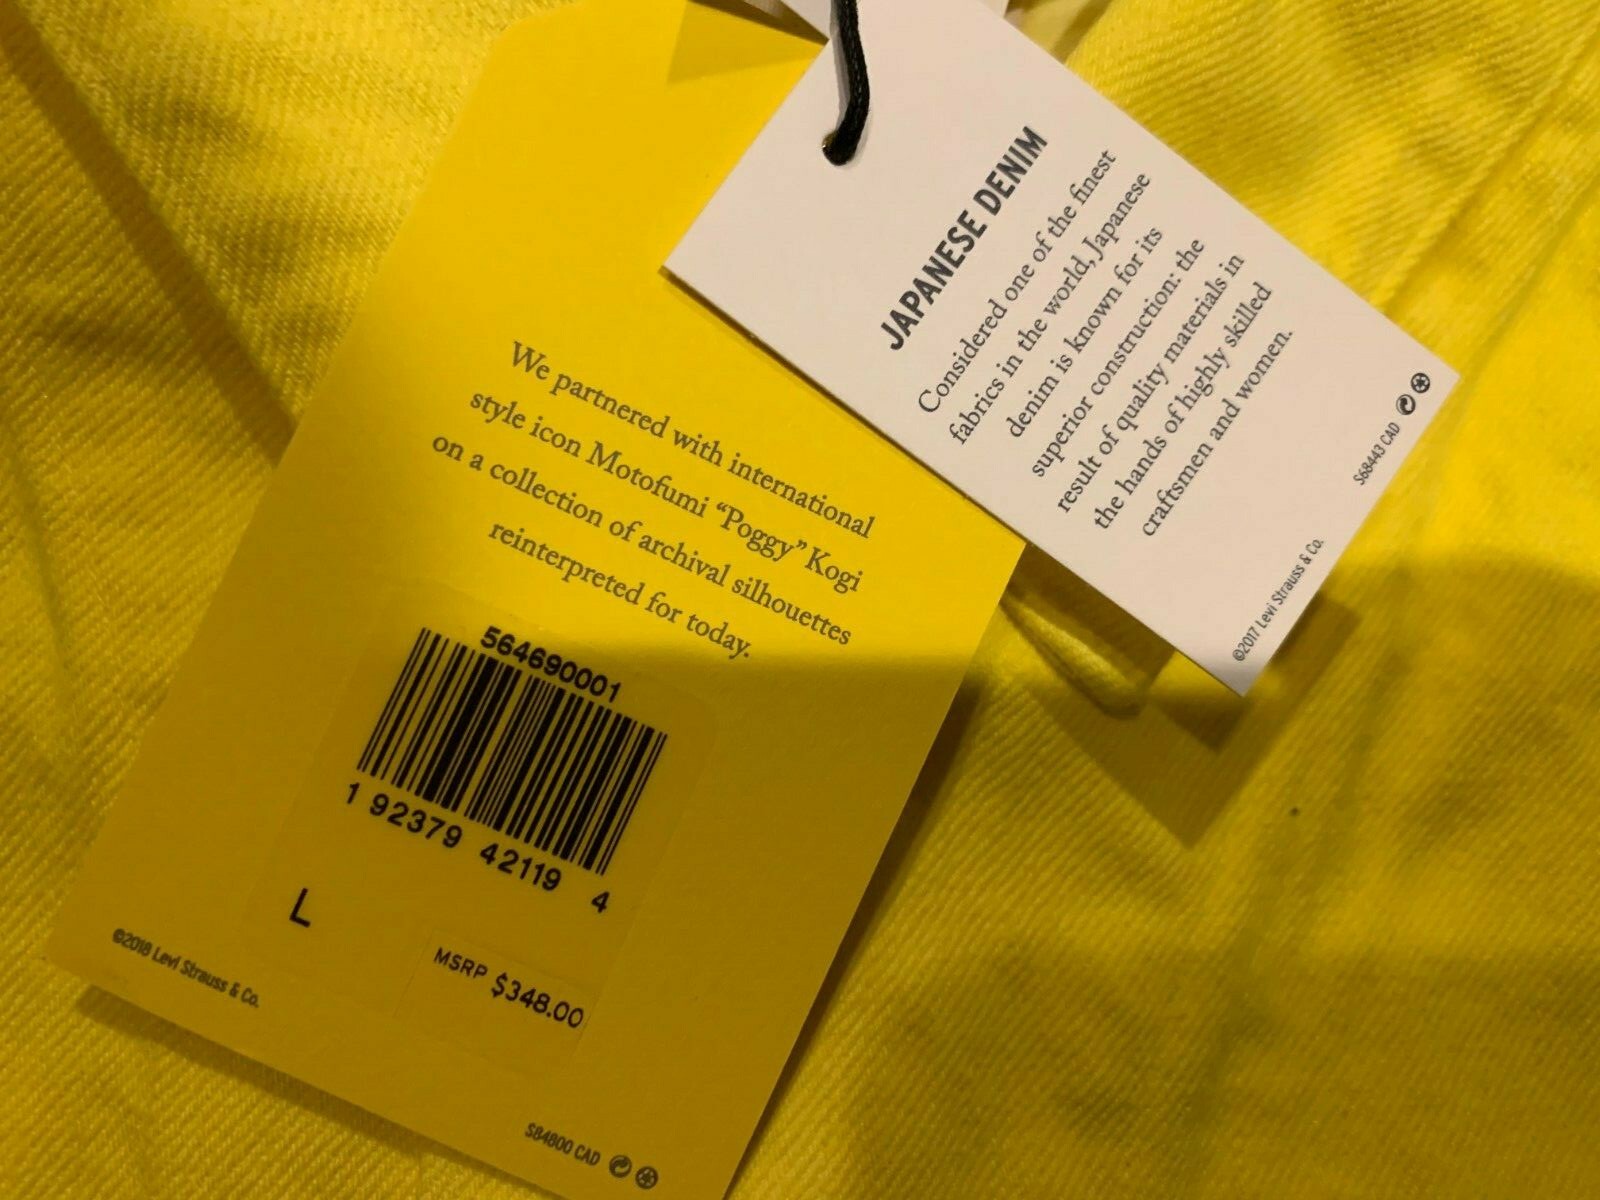 We partnered with international
style icon Motofumi “Poggy” Kogi
on a collection of archival silhouettes
reinterpreted for today.
564690001
1 92379 42119 4
L
MSRP $348.00
©2018 Levi Strauss & Co.
S84800 CAD
JAPANESE DENIM
Considered one of the finest
fabrics in the world, Japanese
denim is known for its
superior construction: the
result of quality materials in
the hands of highly skilled
craftsmen and women.
©2017 Levi Strauss & Co.
S68443 CAD